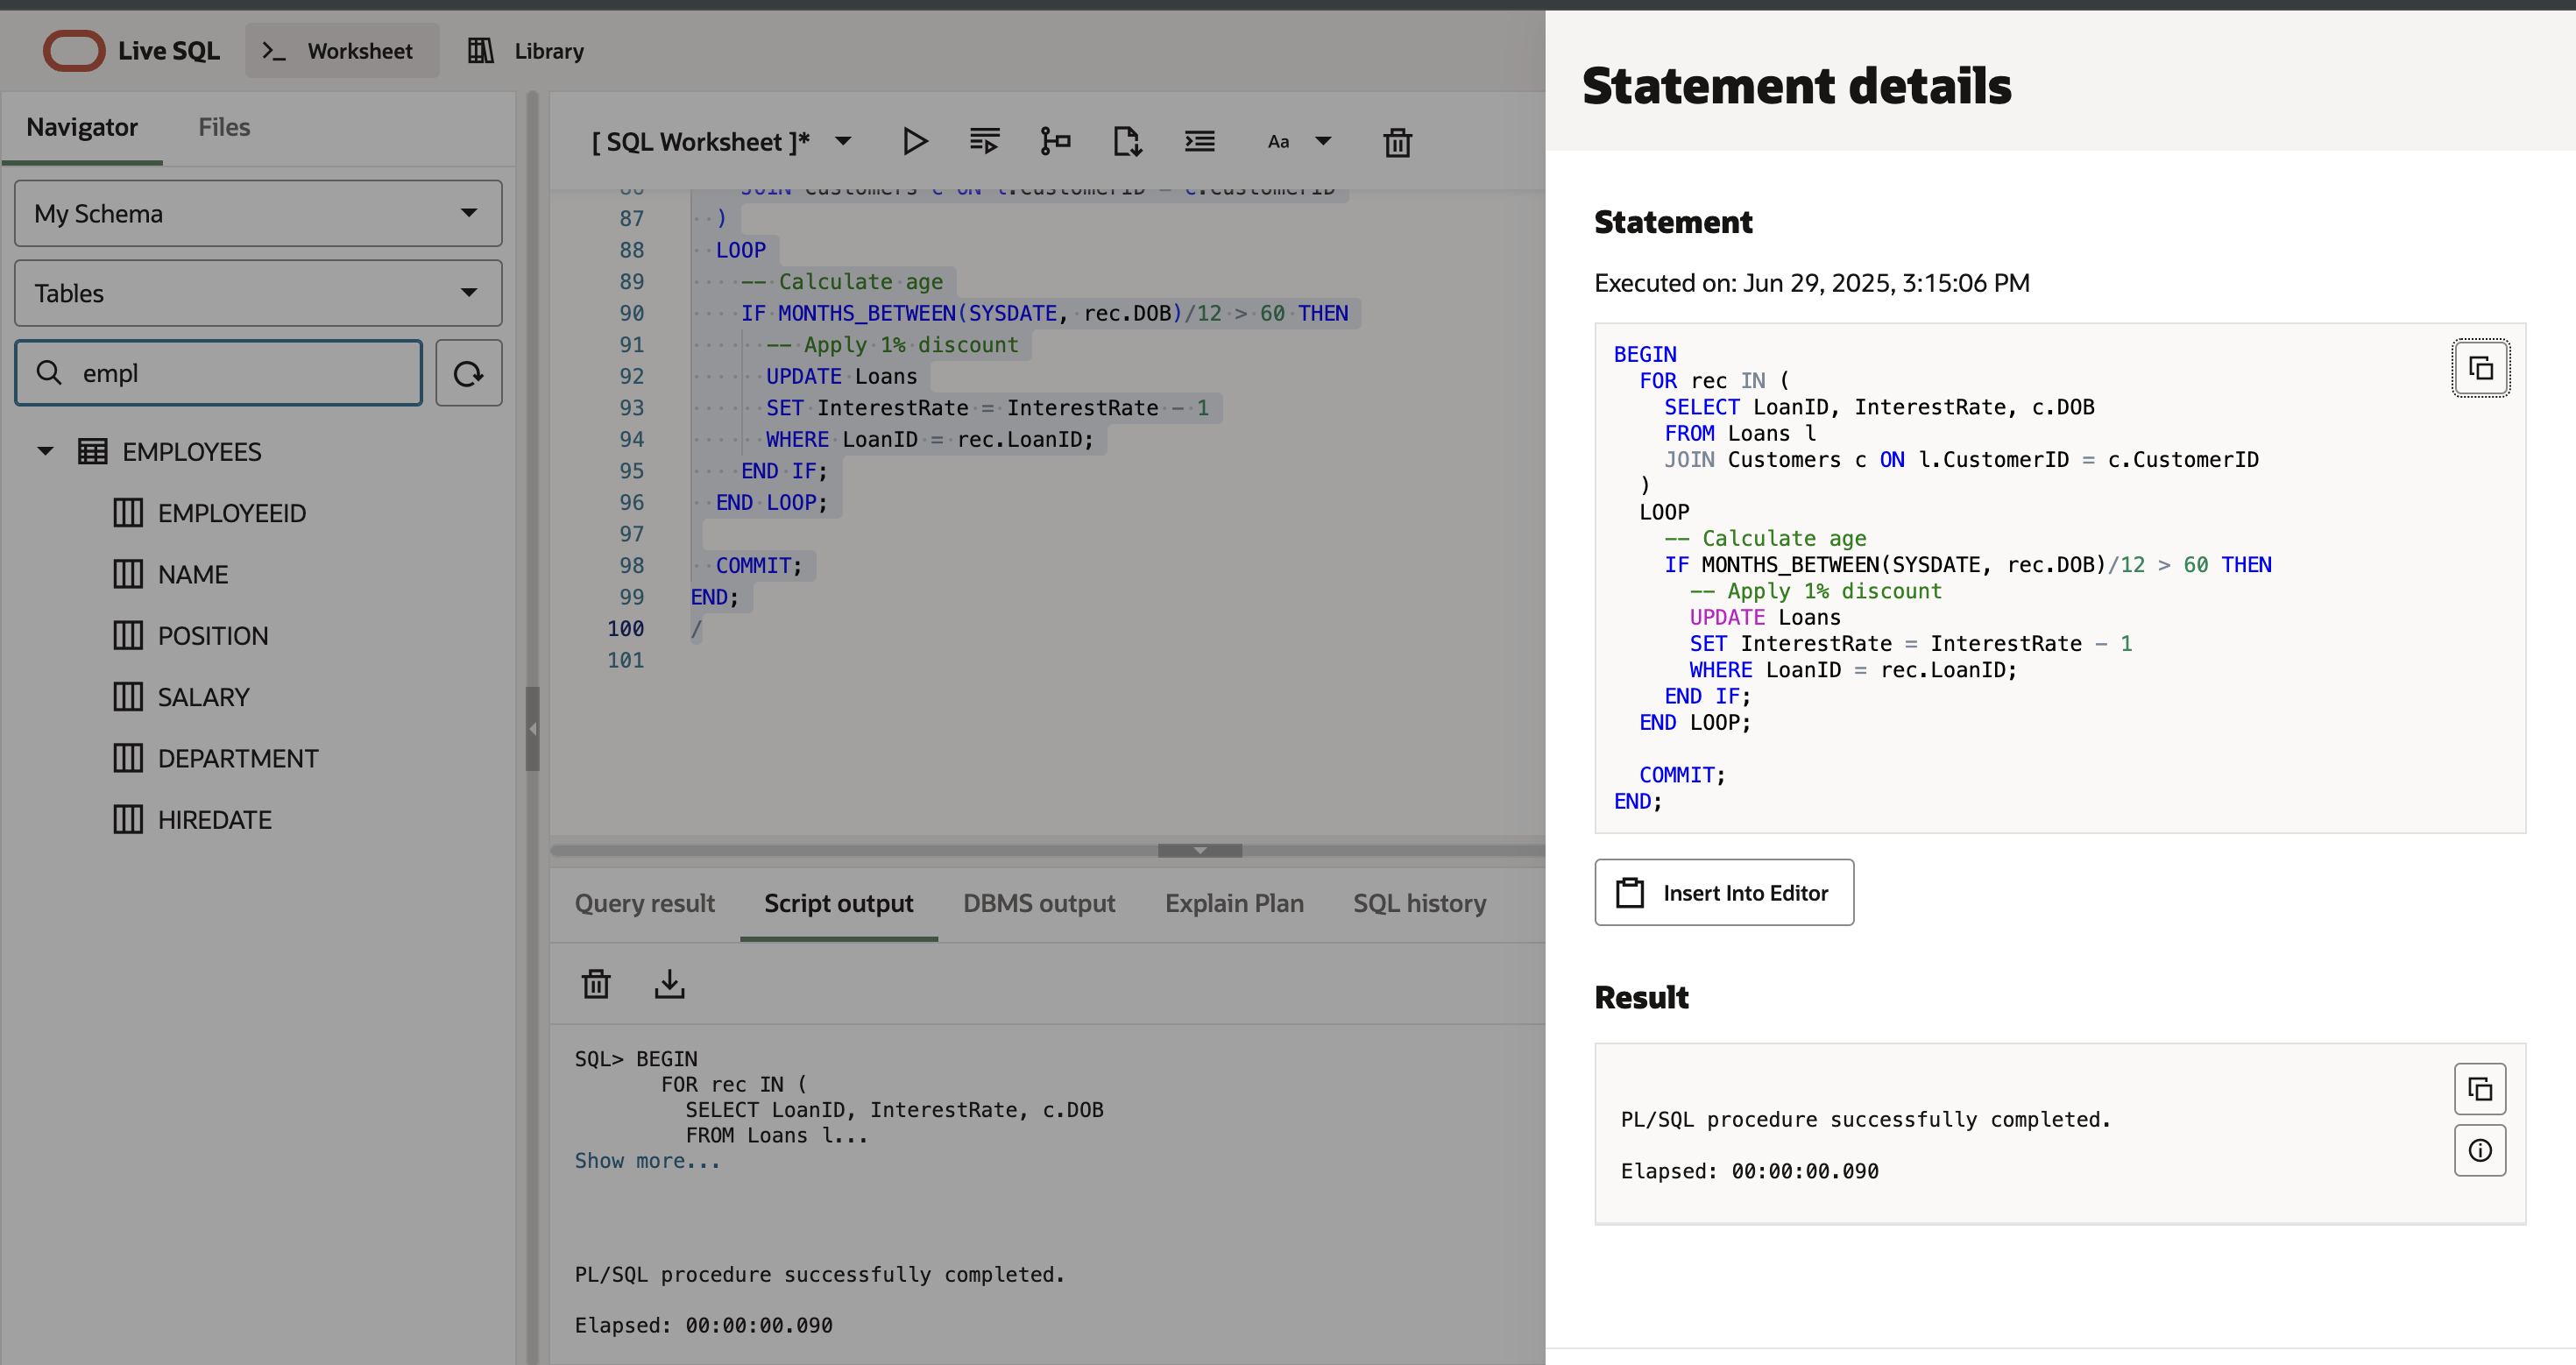 Live SQL
Worksheet
Library
Navigator
Files
My Schema
Tables
empl
EMPLOYEES
EMPLOYEEID
NAME
POSITION
SALARY
DEPARTMENT
HIREDATE
[ SQL Worksheet ]*
Aa
86 JOIN Customers c ON l.CustomerID = c.CustomerID
87 )
88 LOOP
89 -- Calculate age
90 IF MONTHS_BETWEEN(SYSDATE, rec.DOB)/12 > 60 THEN
91 -- Apply 1% discount
92 UPDATE Loans
93 SET InterestRate = InterestRate - 1
94 WHERE LoanID = rec.LoanID;
95 END IF;
96 END LOOP;
97
98 COMMIT;
99 END;
100 /
101
Query result
Script output
DBMS output
Explain Plan
SQL history
SQL> BEGIN
FOR rec IN (
SELECT LoanID, InterestRate, c.DOB
FROM Loans l...
Show more...
PL/SQL procedure successfully completed.
Elapsed: 00:00:00.090
Statement details
Statement
Executed on: Jun 29, 2025, 3:15:06 PM
BEGIN
FOR rec IN (
SELECT LoanID, InterestRate, c.DOB
FROM Loans l
JOIN Customers c ON l.CustomerID = c.CustomerID
)
LOOP
-- Calculate age
IF MONTHS_BETWEEN(SYSDATE, rec.DOB)/12 > 60 THEN
-- Apply 1% discount
UPDATE Loans
SET InterestRate = InterestRate - 1
WHERE LoanID = rec.LoanID;
END IF;
END LOOP;
COMMIT;
END;
Insert Into Editor
Result
PL/SQL procedure successfully completed.
Elapsed: 00:00:00.090